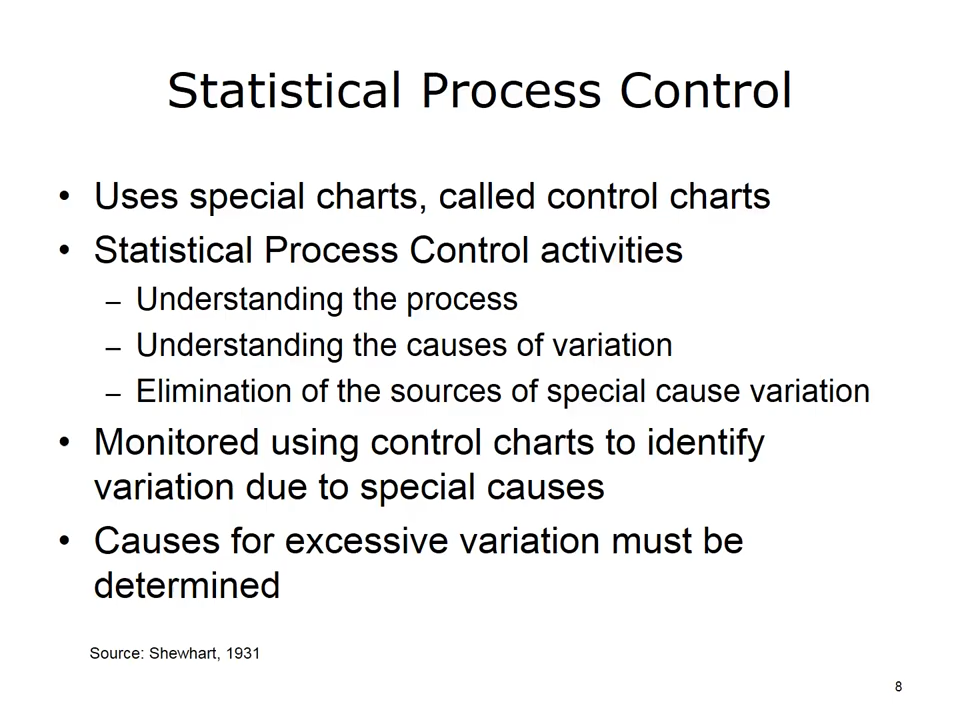 Statistical Process Control
• Uses special charts, called control charts
• Statistical Process Control activities
– Understanding the process
– Understanding the causes of variation
– Elimination of the sources of special cause variation
• Monitored using control charts to identify
variation due to special causes
• Causes for excessive variation must be
determined
Source: Shewhart, 1931
8